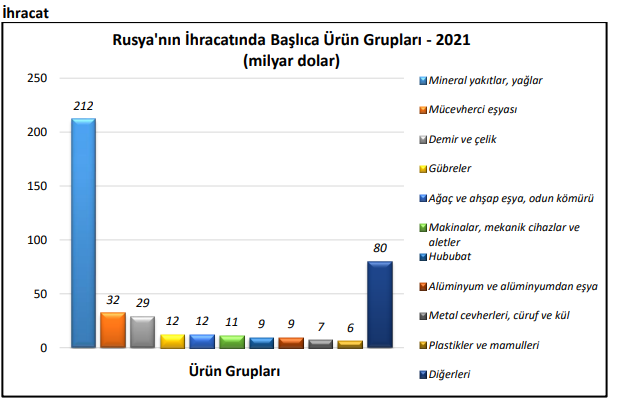 İhracat
Rusya'nın İhracatında Başlıca Ürün Grupları - 2021
(milyar dolar)
250
200
150
100
50
0
212
32
29
12
12
11
9
9
7
6
80
Ürün Grupları
Mineral yakıtlar, yağlar
Mücevherci eşyası
Demir ve çelik
Gübreler
Ağaç ve ahşap eşya, odun kömürü
Makinalar, mekanik cihazlar ve
aletler
Hububat
Alüminyum ve alüminyumdan eşya
Metal cevherleri, cüruf ve kül
Plastikler ve mamulleri
Diğerleri